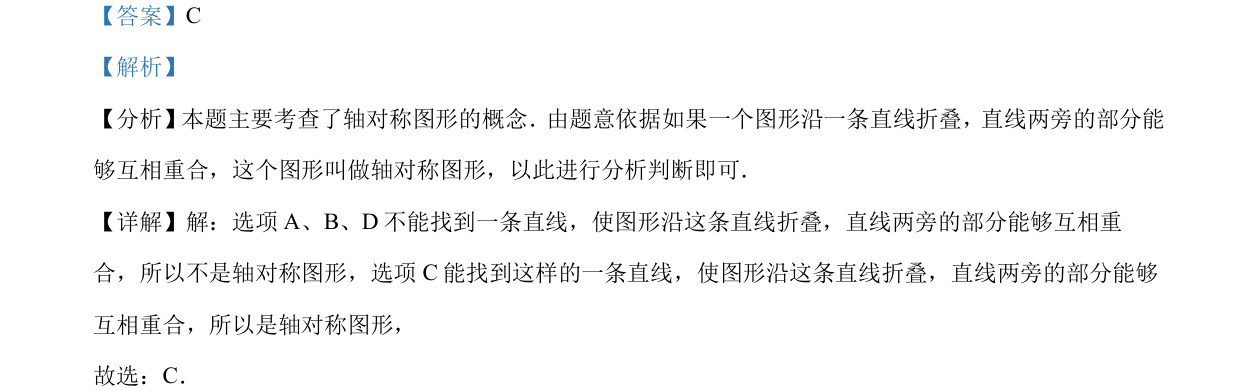 【答案】C
【解析】
【分析】本题主要考查了轴对称图形的概念．由题意依据如果一个图形沿一条直线折叠，直线两旁的部分能
够互相重合，这个图形叫做轴对称图形，以此进行分析判断即可．
【详解】解：选项 A、B、D 不能找到一条直线，使图形沿这条直线折叠，直线两旁的部分能够互相重
合，所以不是轴对称图形，选项 C 能找到这样的一条直线，使图形沿这条直线折叠，直线两旁的部分能够
互相重合，所以是轴对称图形，
故选：C．